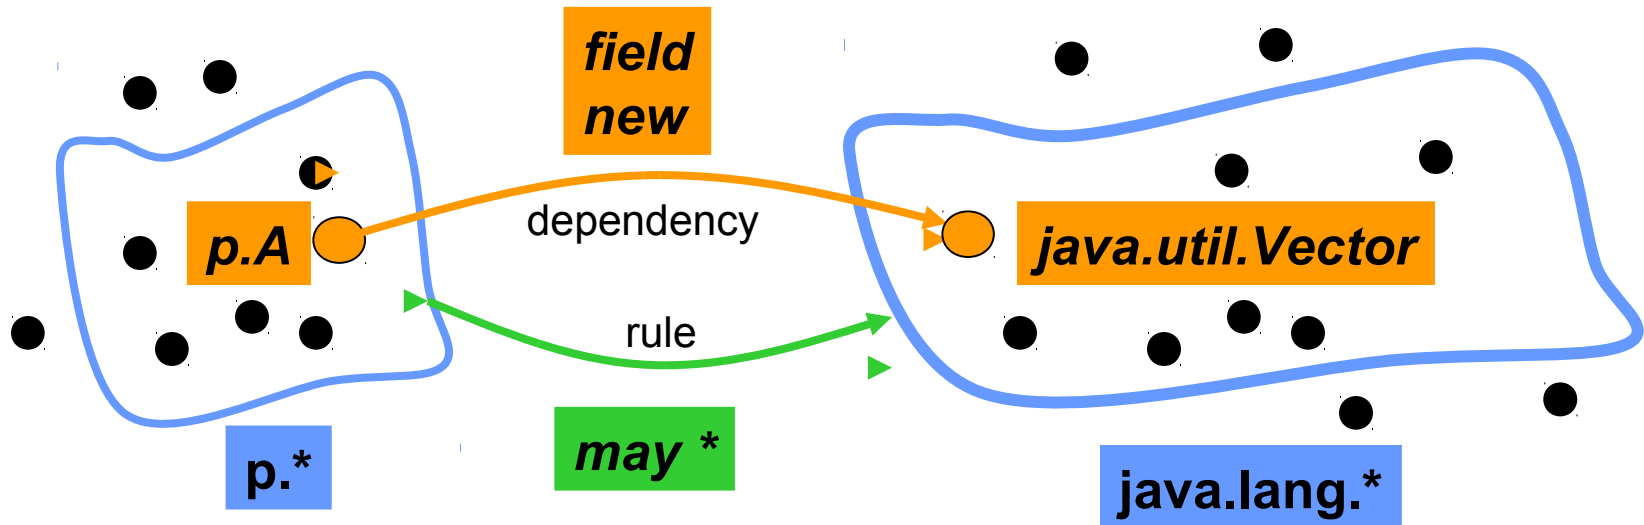 field
new
dependency
p.A
java.util.Vector
rule
may *
p.*
java.lang.*